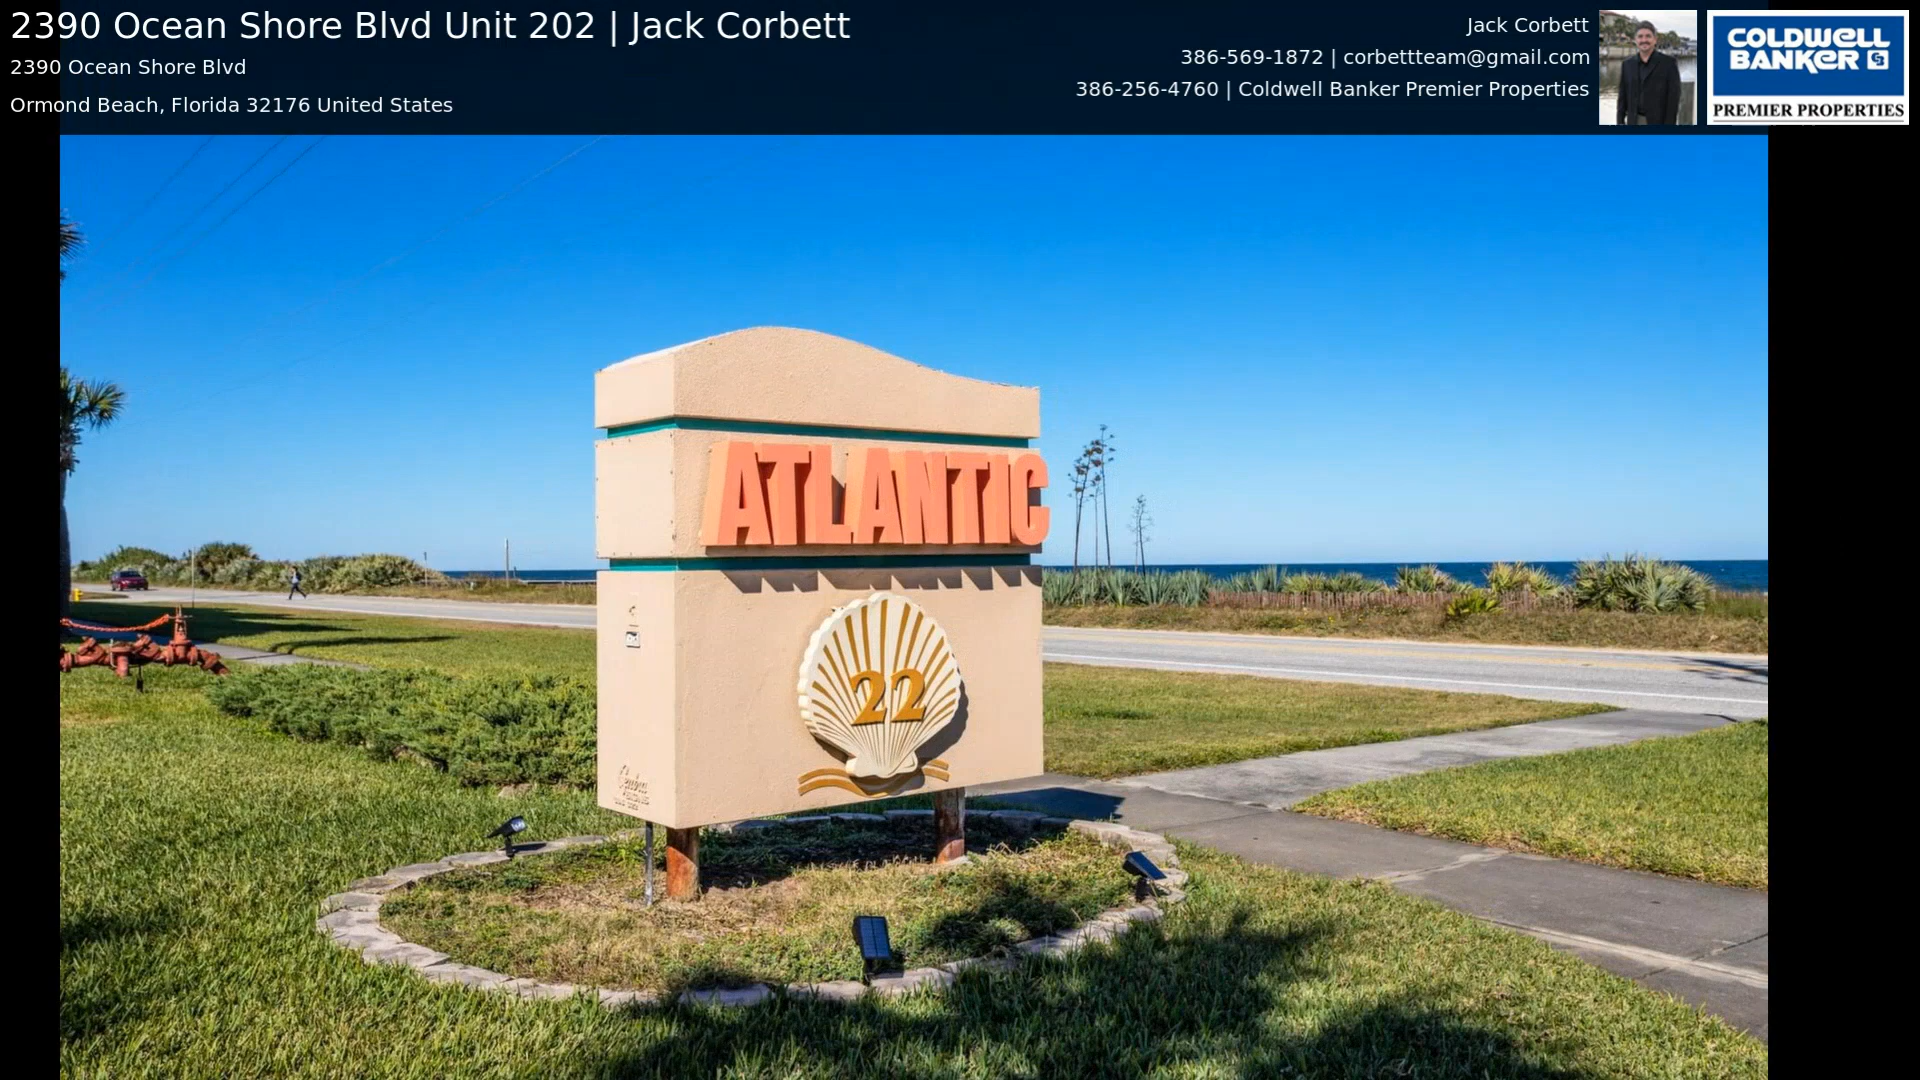 2390 Ocean Shore Blvd Unit 202 | Jack Corbett
2390 Ocean Shore Blvd
Ormond Beach, Florida 32176 United States
Jack Corbett
386-569-1872 | corbettteam@gmail.com
386-256-4760 | Coldwell Banker Premier Properties
COLDWELL
BANKER
PREMIER PROPERTIES
ATLANTIC
22